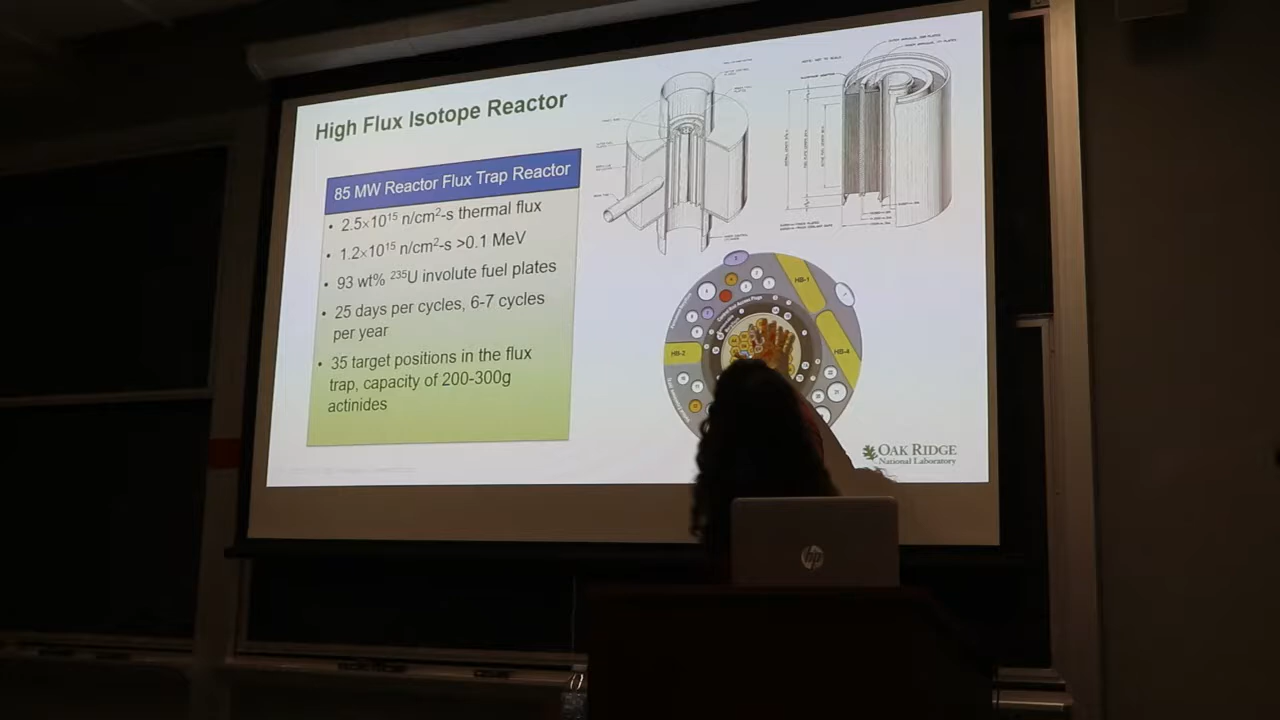 High Flux Isotope Reactor
85 MW Reactor Flux Trap Reactor
• 2.5×10¹⁵ n/cm²-s thermal flux
• 1.2×10¹⁵ n/cm²-s >0.1 MeV
• 93 wt% ²³⁵U involute fuel plates
• 25 days per cycles, 6-7 cycles
per year
• 35 target positions in the flux
trap, capacity of 200-300g
actinides
HB-1
HB-4
HB-2
OAK RIDGE
National Laboratory
hp